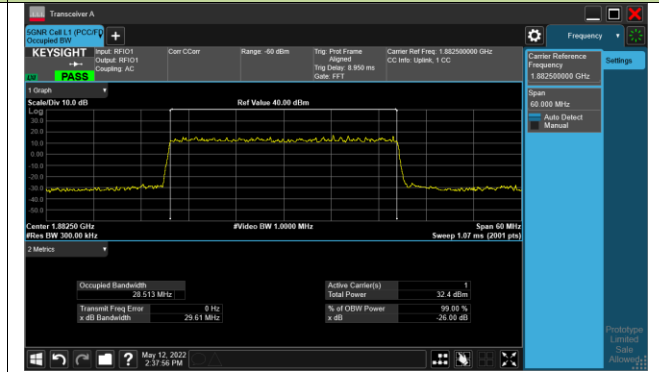 Transceiver A
5GNR Cell L1 (PCC/FD
Occupied BW
Frequency
KEYSIGHT
Input: RFIO1
Output: RFIO1
Coupling: AC
Corr CCorr
Range: -60 dBm
Trig: Prot Frame
Aligned
Trig Delay: 8.950 ms
Gate: FFT
Carrier Ref Freq: 1.882500000 GHz
CC Info: Uplink, 1 CC
PASS
Carrier Reference
Frequency
1.882500000 GHz
Settings
Span
60.000 MHz
Auto Detect
Manual
1 Graph
Scale/Div 10.0 dB
Ref Value 40.00 dBm
Log
30.0
20.0
10.0
0.00
-10.0
-20.0
-30.0
-40.0
-50.0
Center 1.88250 GHz
#Video BW 1.0000 MHz
Span 60 MHz
#Res BW 300.00 kHz
Sweep 1.07 ms (2001 pts)
2 Metrics
Occupied Bandwidth
28.513 MHz
Active Carrier(s) 1
Total Power 32.4 dBm
Transmit Freq Error 0 Hz
x dB Bandwidth 29.61 MHz
% of OBW Power 99.00 %
x dB -26.00 dB
May 12, 2022
2:37:56 PM
Prototype
Limited
Sale
Allowed